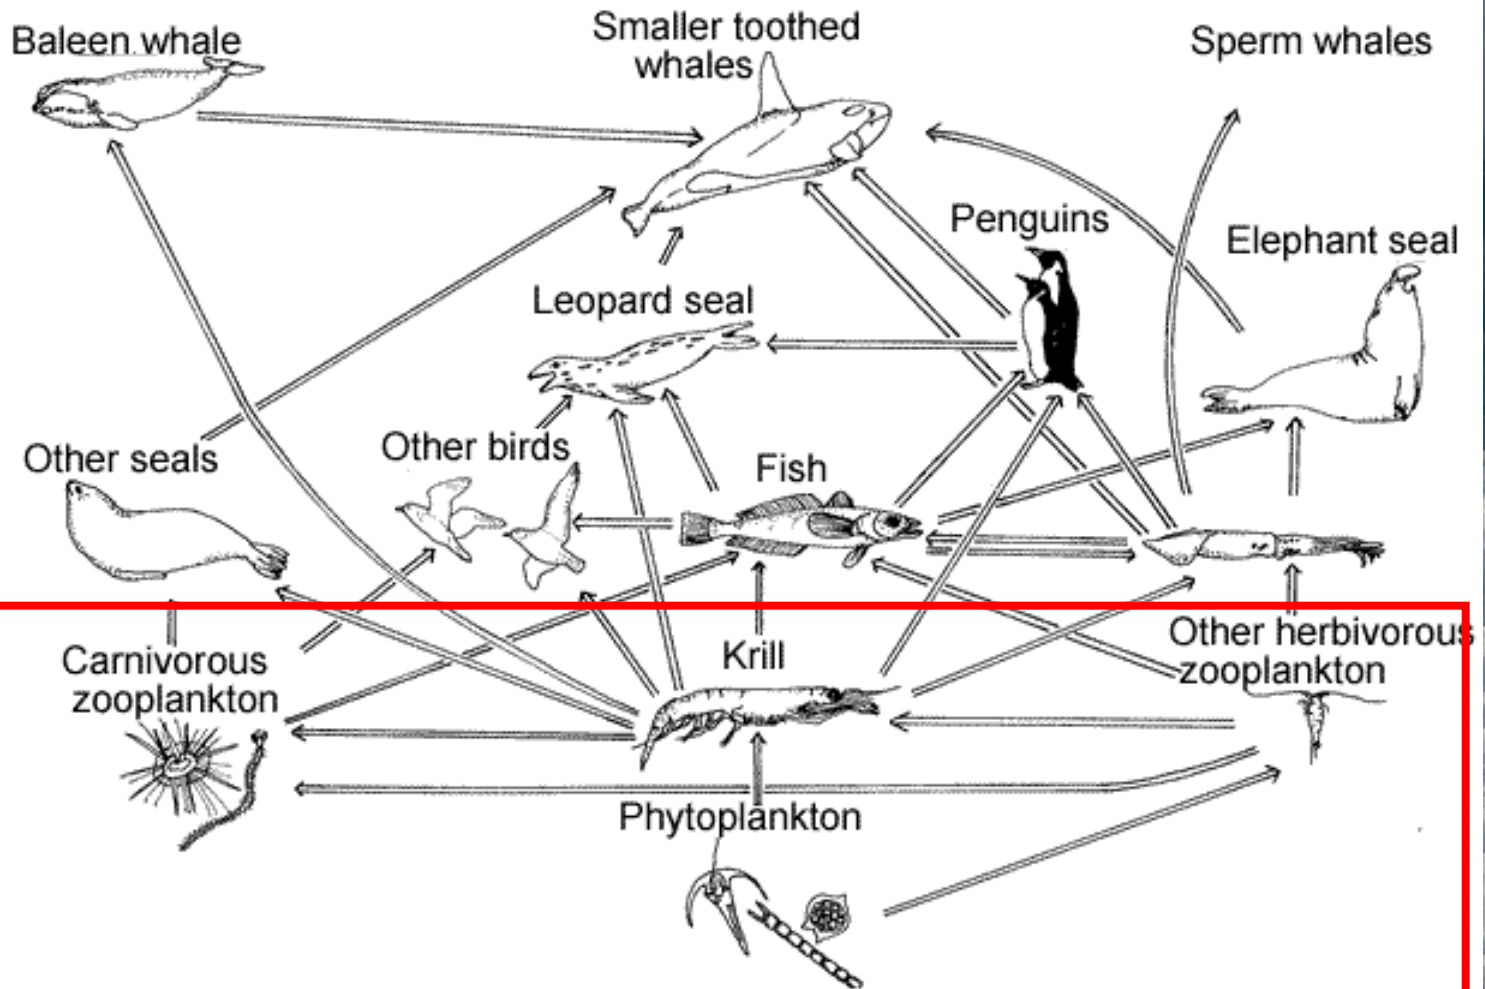 Baleen whale
Smaller toothed
whales
Sperm whales
Penguins
Elephant seal
Leopard seal
Other birds
Other seals
Fish
Other herbivorous
zooplankton
Krill
Carnivorous
zooplankton
Phytoplankton